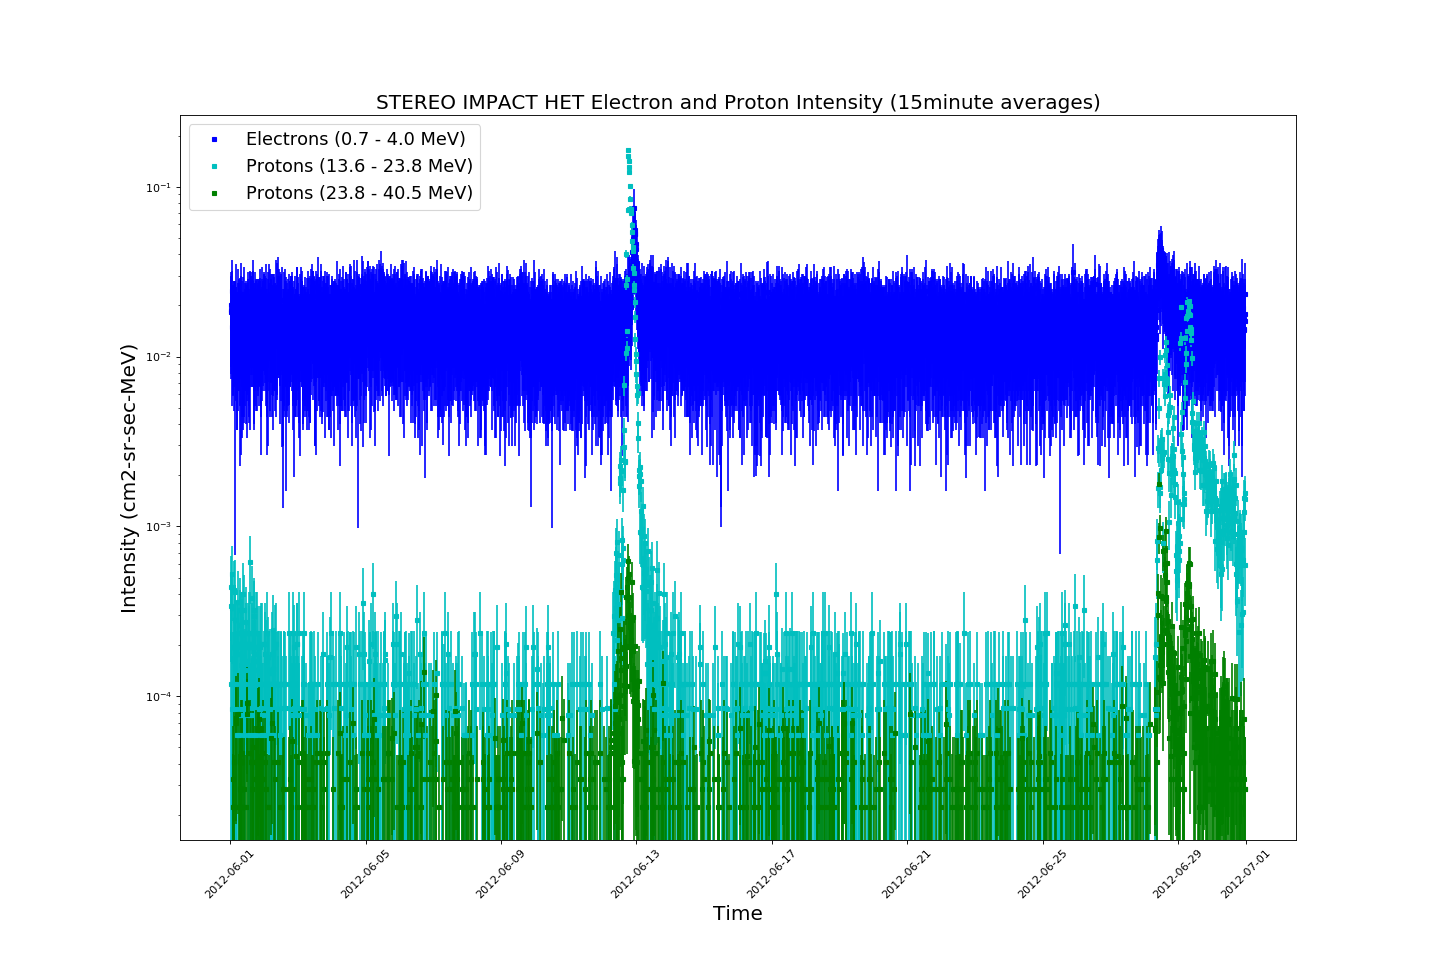 STEREO IMPACT HET Electron and Proton Intensity (15minute averages)
Electrons (0.7 - 4.0 MeV)
Protons (13.6 - 23.8 MeV)
Protons (23.8 - 40.5 MeV)
Intensity (cm2-sr-sec-MeV)
10⁻¹
10⁻²
10⁻³
10⁻⁴
2012-06-01
2012-06-05
2012-06-09
2012-06-13
2012-06-17
2012-06-21
2012-06-25
2012-06-29
2012-07-01
Time